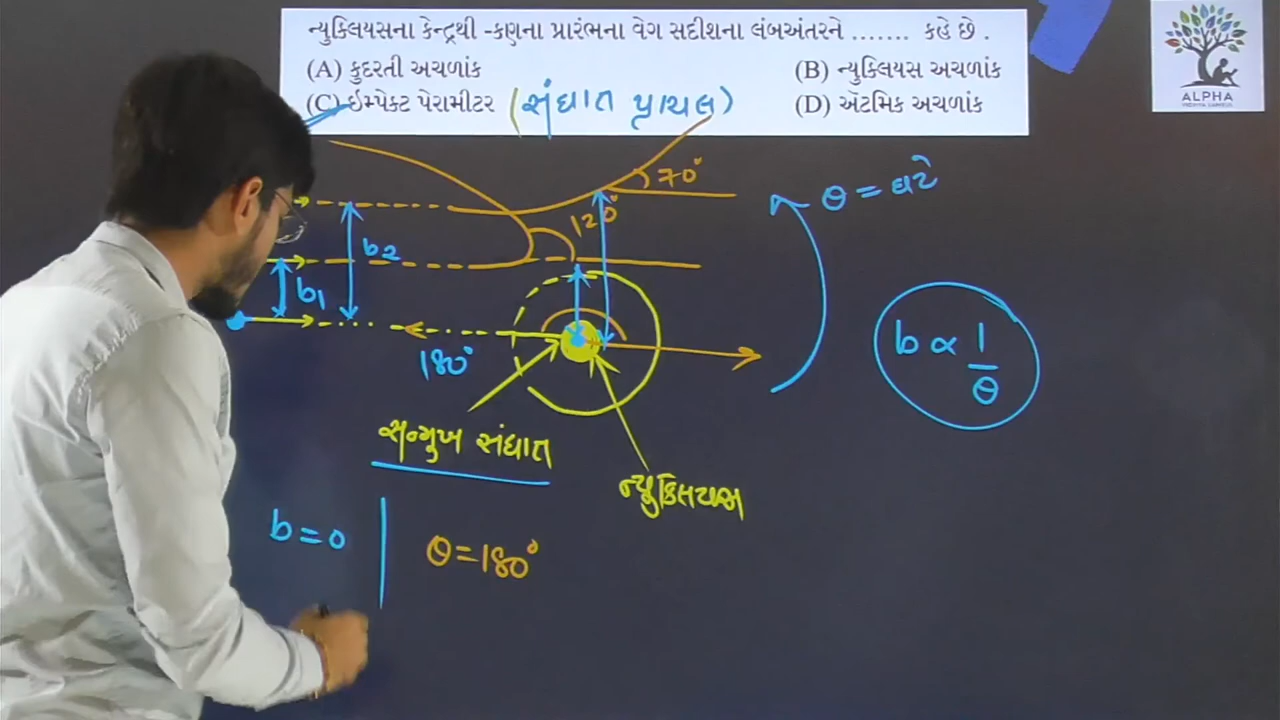 ન્યુક્લિયસના કેન્દ્રથી -કણના પ્રારંભના વેગ સદીશના લંબઅંતરને ....... કહે છે .
(A) કુદરતી અચળાંક
(B) ન્યુક્લિયસ અચળાંક
(C) ઇમ્પેક્ટ પેરામીટર (સંઘાત પ્રાચલ)
(D) ઍટમિક અચળાંક
ALPHA
70°
θ = ઘટે
120°
b₂
b₁
180°
b ∝ 1/θ
સન્મુખ સંઘાત
ન્યુક્લિયસ
b = 0
θ = 180°